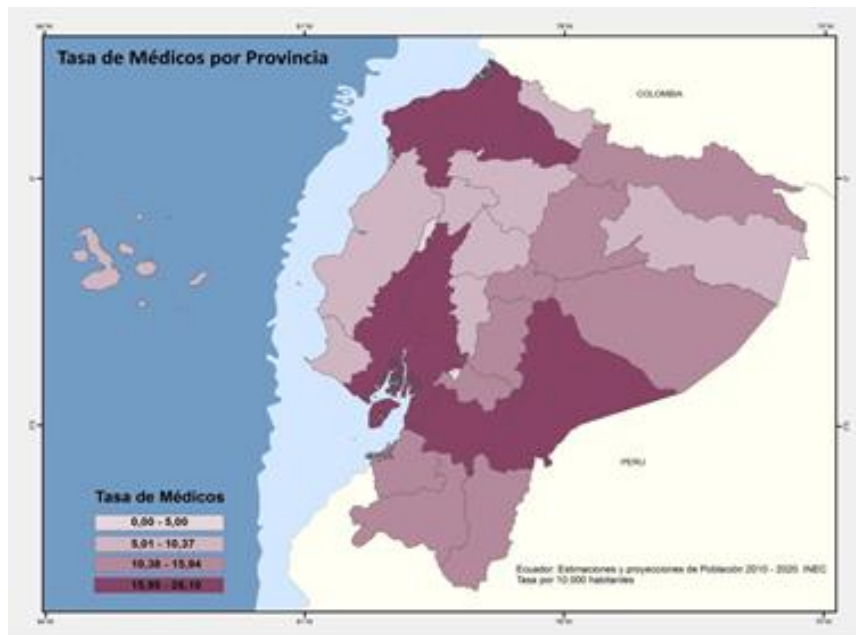 Tasa de Médicos por Provincia
COLOMBIA
PERU
Tasa de Médicos
0,00 - 5,00
5,01 - 10,37
10,38 - 15,94
Ecuador: Estimaciones y proyecciones de Población 2010 - 2020. INEC
Tasa por 10.000 habitantes